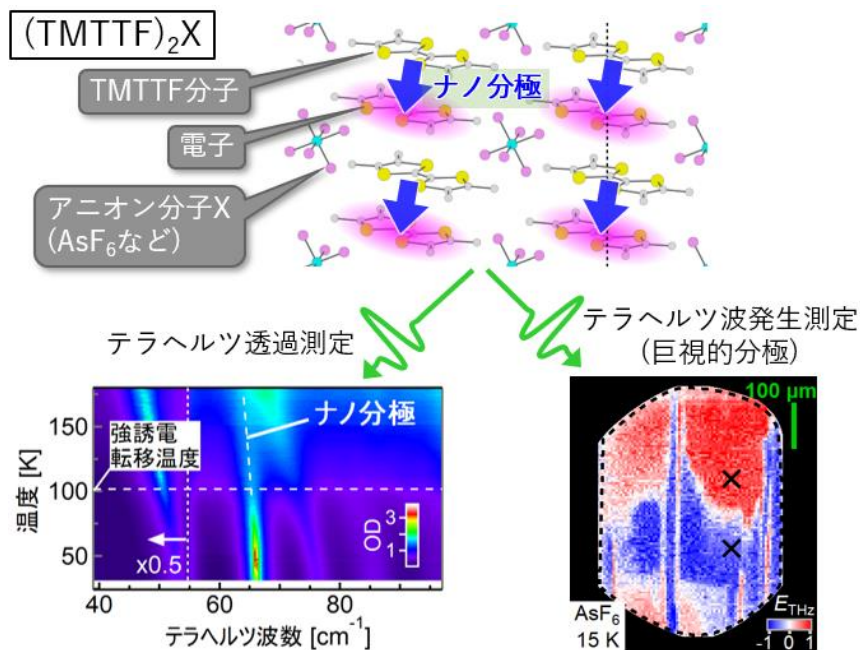 (TMTTF)₂X
TMTTF分子
ナノ分極
電子
アニオン分子X
(AsF₆など)
テラヘルツ透過測定
テラヘルツ波発生測定
(巨視的分極)
ナノ分極
強誘電
転移温度
x0.5
OD
3
1
150
100
50
温度 [K]
40
60
80
テラヘルツ波数 [cm⁻¹]
100 μm
AsF₆
15 K
E_THz
-1 0 1